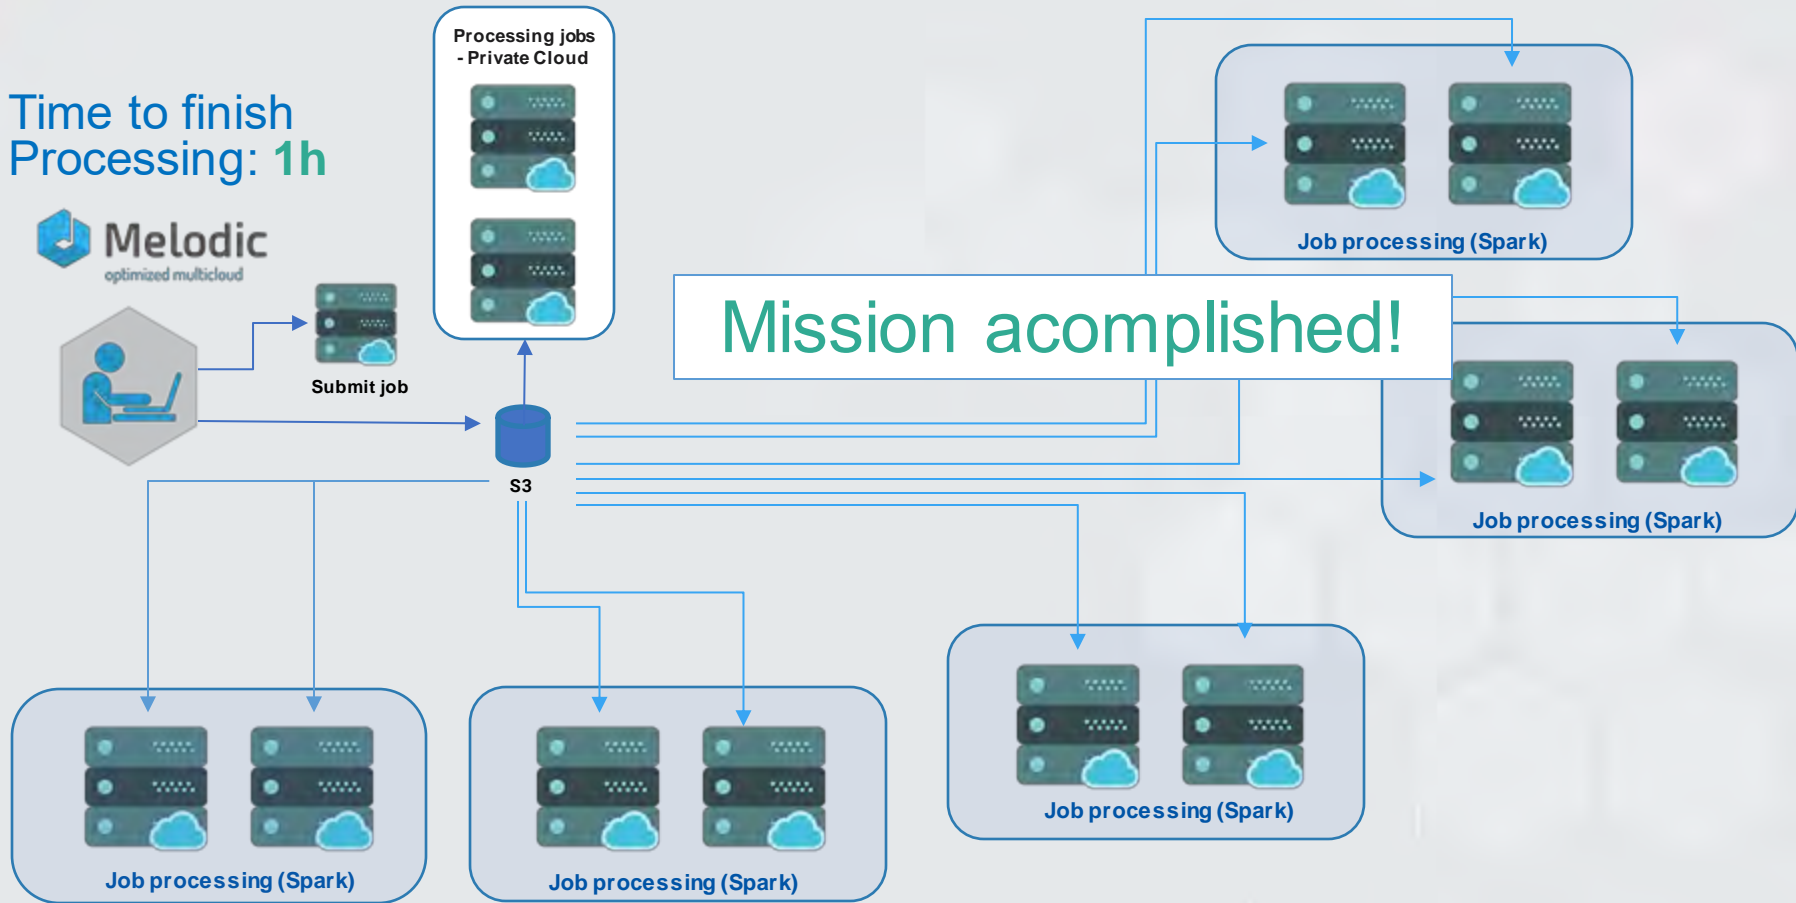 Processing jobs
- Private Cloud
Time to finish
Processing: 1h
Melodic
optimized multicloud
Submit job
S3
Mission acomplished!
Job processing (Spark)
Job processing (Spark)
Job processing (Spark)
Job processing (Spark)
Job processing (Spark)